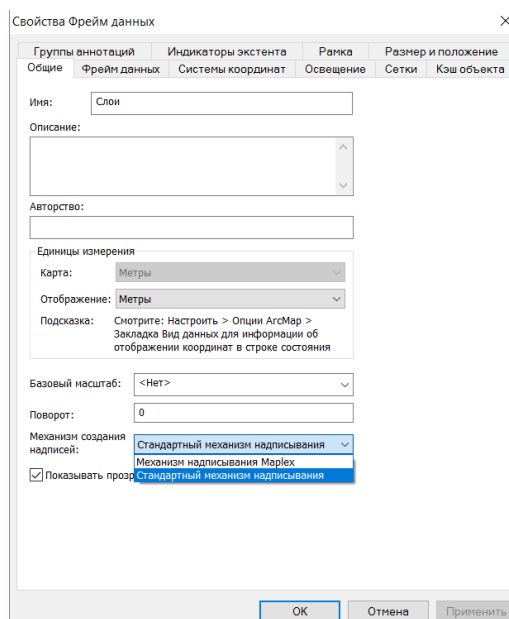 Свойства Фрейм данных
Группы аннотаций Индикаторы экстента Рамка Размер и положение
Общие Фрейм данных Системы координат Освещение Сетки Кэш объекта
Имя: Слои
Описание:
Авторство:
Единицы измерения
Карта: Метры
Отображение: Метры
Подсказка: Смотрите: Настроить > Опции ArcMap >
Закладка Вид данных для информации об
отображении координат в строке состояния
Базовый масштаб: <Нет>
Поворот: 0
Механизм создания
надписей: Стандартный механизм надписывания
Механизм надписывания Maplex
Показывать прозр Стандартный механизм надписывания
OK Отмена Применить